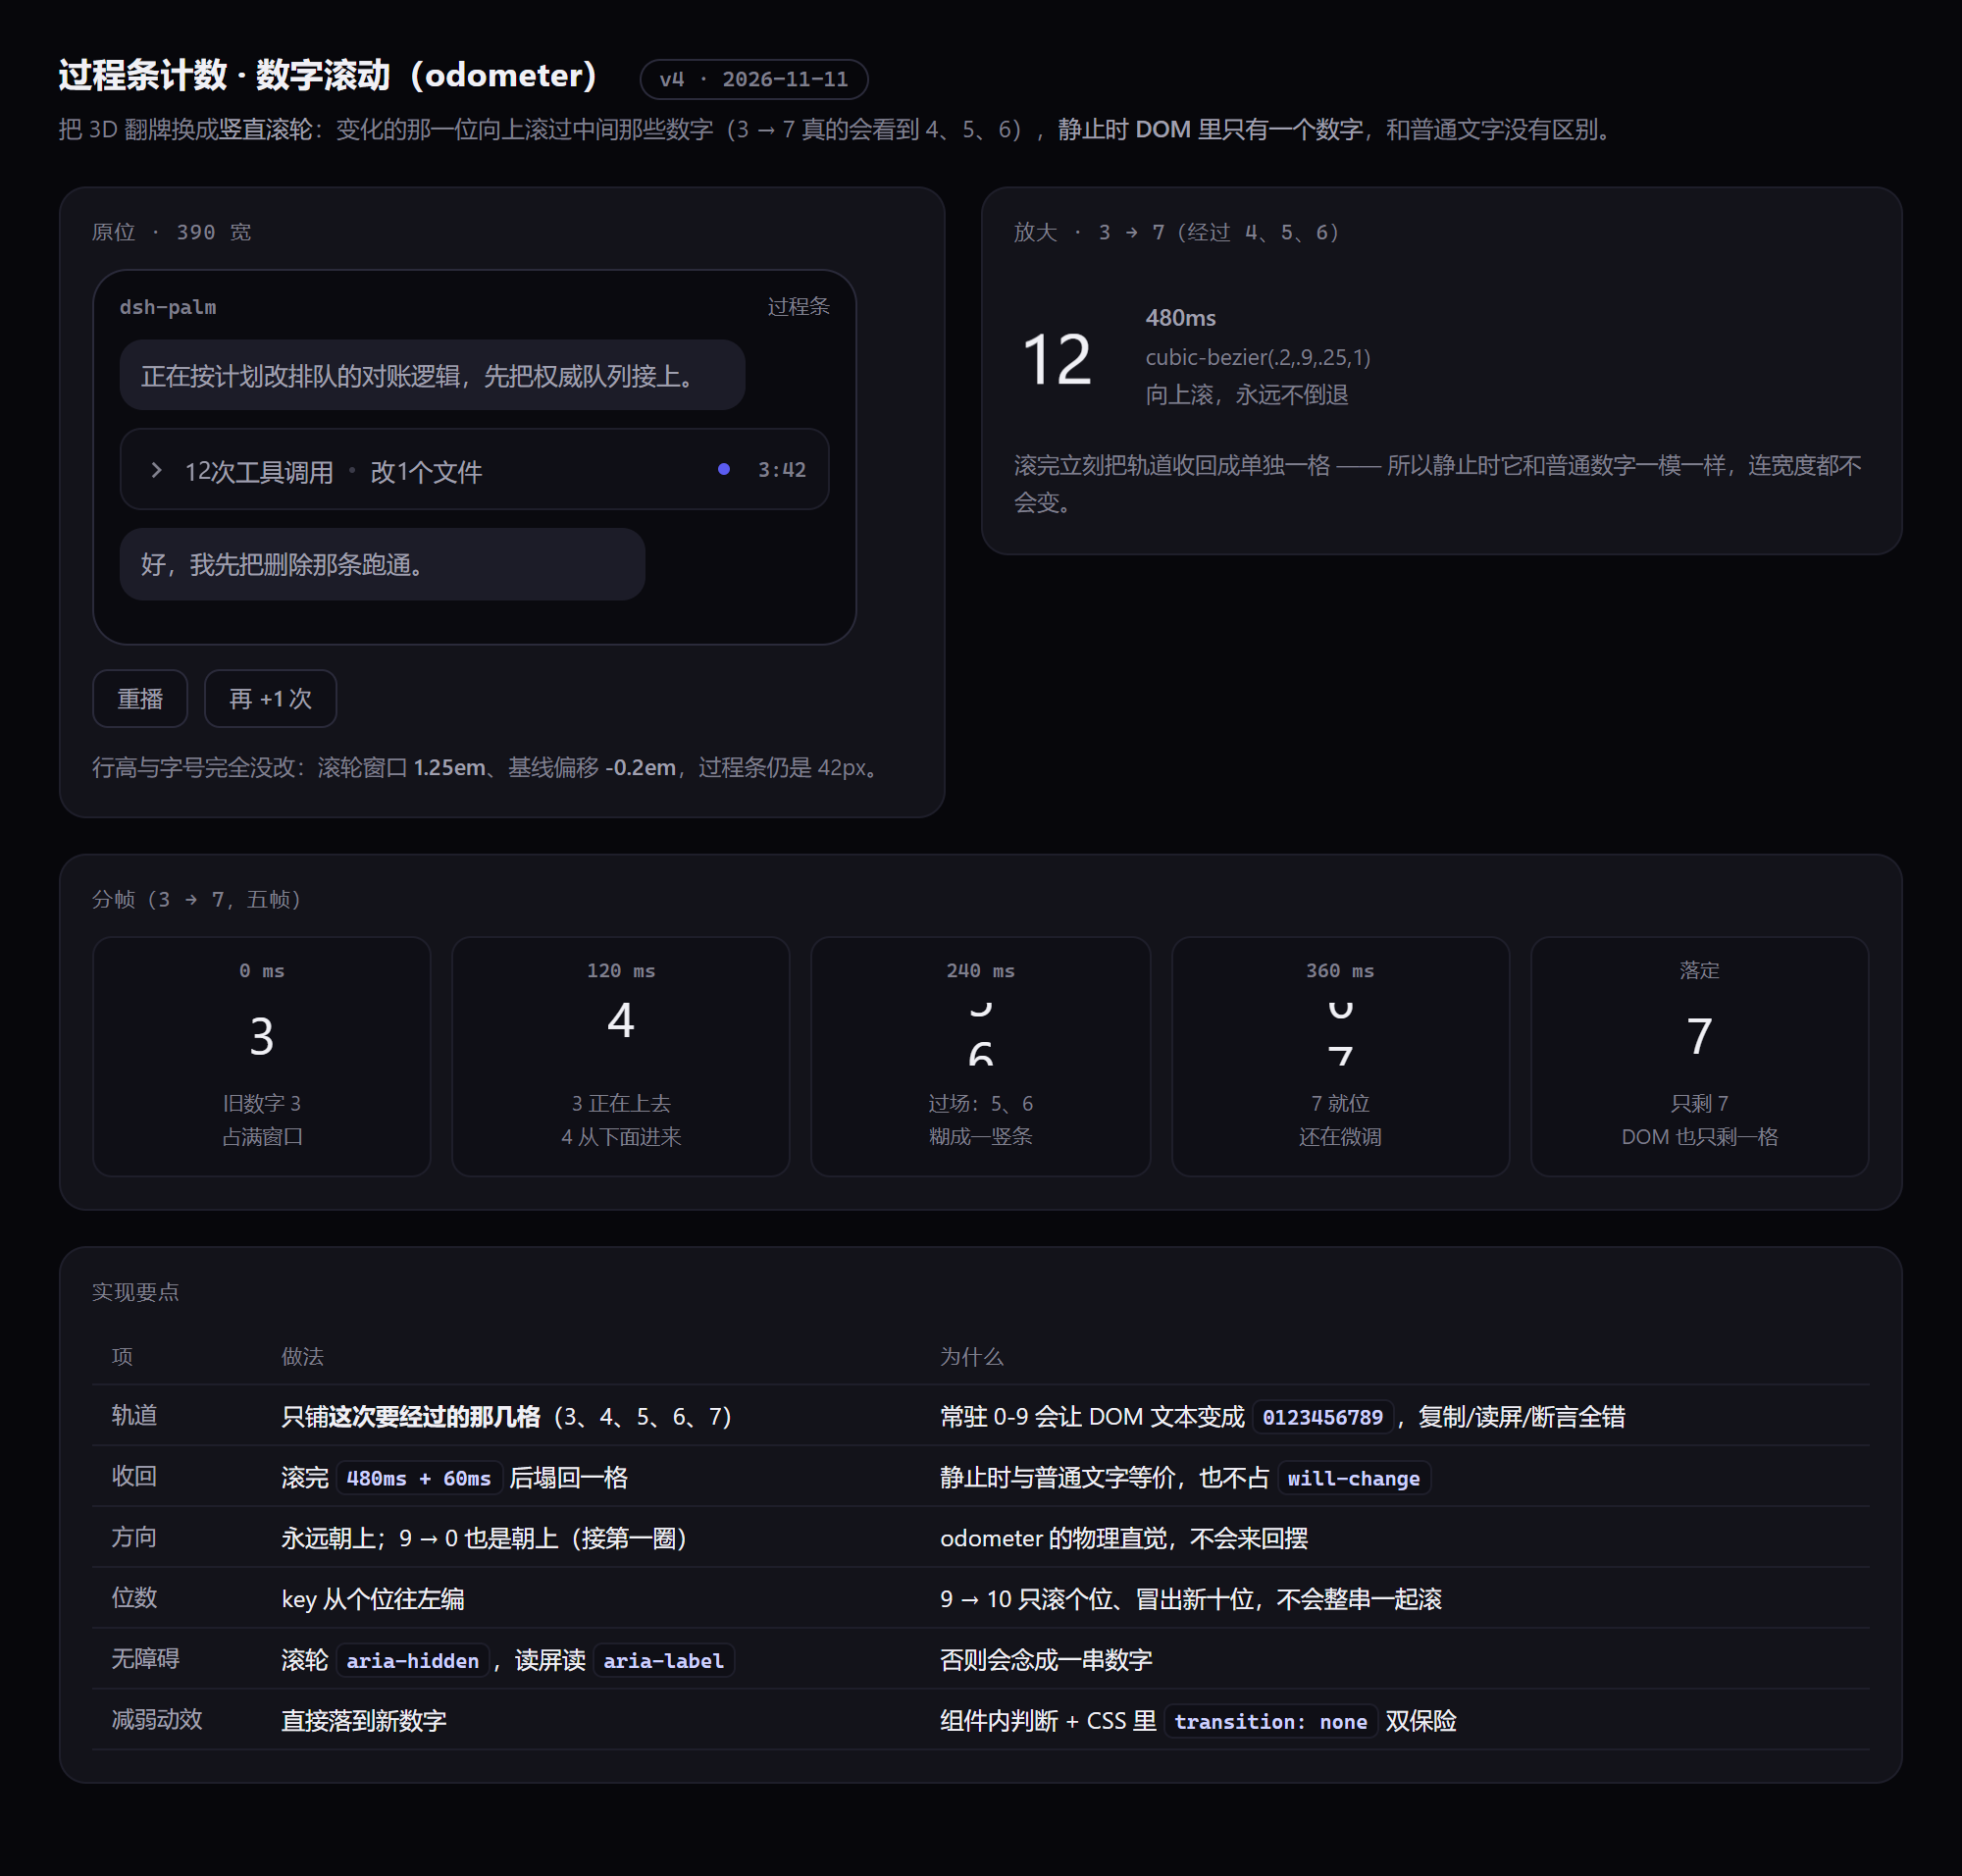 过程条计数 · 数字滚动（odometer）
v4 · 2026-11-11
把 3D 翻牌换成竖直滚轮：变化的那一位向上滚过中间那些数字（3 → 7 真的会看到 4、5、6），静止时 DOM 里只有一个数字，和普通文字没有区别。
原位 · 390 宽
dsh-palm
过程条
正在按计划改排队的对账逻辑，先把权威队列接上。
12次工具调用 • 改1个文件
3:42
好，我先把删除那条跑通。
重播
再 +1 次
行高与字号完全没改：滚轮窗口 1.25em、基线偏移 -0.2em，过程条仍是 42px。
放大 · 3 → 7（经过 4、5、6）
12
480ms
cubic-bezier(.2,.9,.25,1)
向上滚，永远不倒退
滚完立刻把轨道收回成单独一格 —— 所以静止时它和普通数字一模一样，连宽度都不
会变。
分帧（3 → 7，五帧）
0 ms
3
旧数字 3
占满窗口
120 ms
4
3 正在上去
4 从下面进来
240 ms
5
6
过场：5、6
糊成一竖条
360 ms
6
7
7 就位
还在微调
落定
7
只剩 7
DOM 也只剩一格
实现要点
项 做法 为什么
轨道 只铺这次要经过的那几格（3、4、5、6、7） 常驻 0-9 会让 DOM 文本变成 0123456789，复制/读屏/断言全错
收回 滚完 480ms + 60ms 后塌回一格 静止时与普通文字等价，也不占 will-change
方向 永远朝上；9 → 0 也是朝上（接第一圈） odometer 的物理直觉，不会来回摆
位数 key 从个位往左编 9 → 10 只滚个位、冒出新十位，不会整串一起滚
无障碍 滚轮 aria-hidden，读屏读 aria-label 否则会念成一串数字
减弱动效 直接落到新数字 组件内判断 + CSS 里 transition: none 双保险